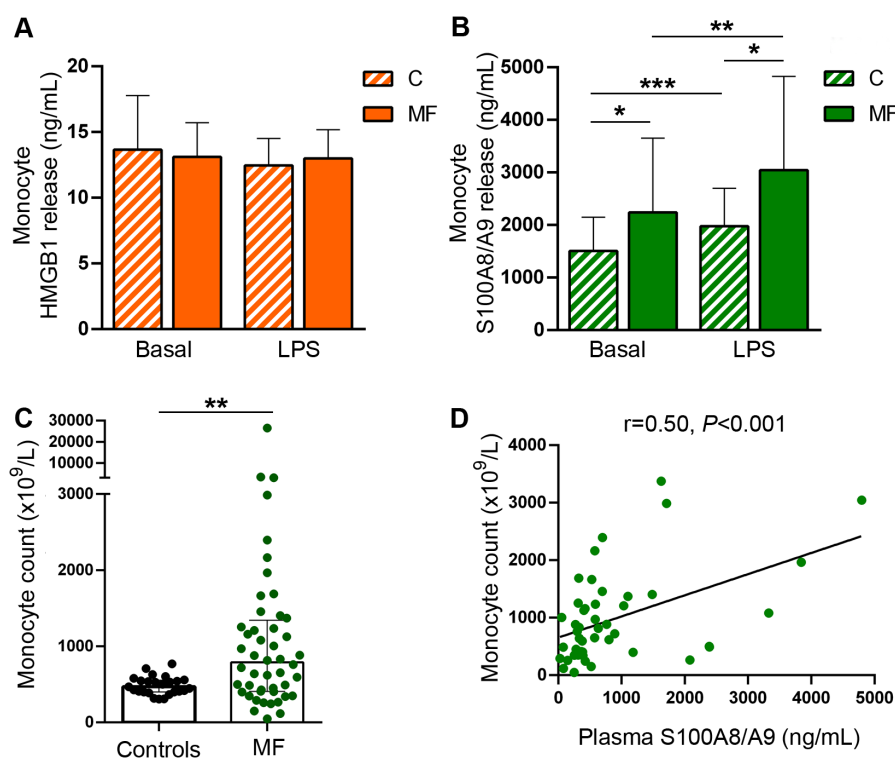 A
Monocyte
HMGB1 release (ng/mL)
20
15
10
5
0
Basal
LPS
C
MF
B
Monocyte
S100A8/A9 release (ng/mL)
5000
4000
3000
2000
1000
0
***
*
**
*
Basal
LPS
C
MF
C
Monocyte count (x10⁹/L)
30000
20000
10000
3000
2000
1000
0
**
Controls
MF
D
r=0.50, P<0.001
Monocyte count (x10⁹/L)
4000
3000
2000
1000
0
0
1000
2000
3000
4000
5000
Plasma S100A8/A9 (ng/mL)